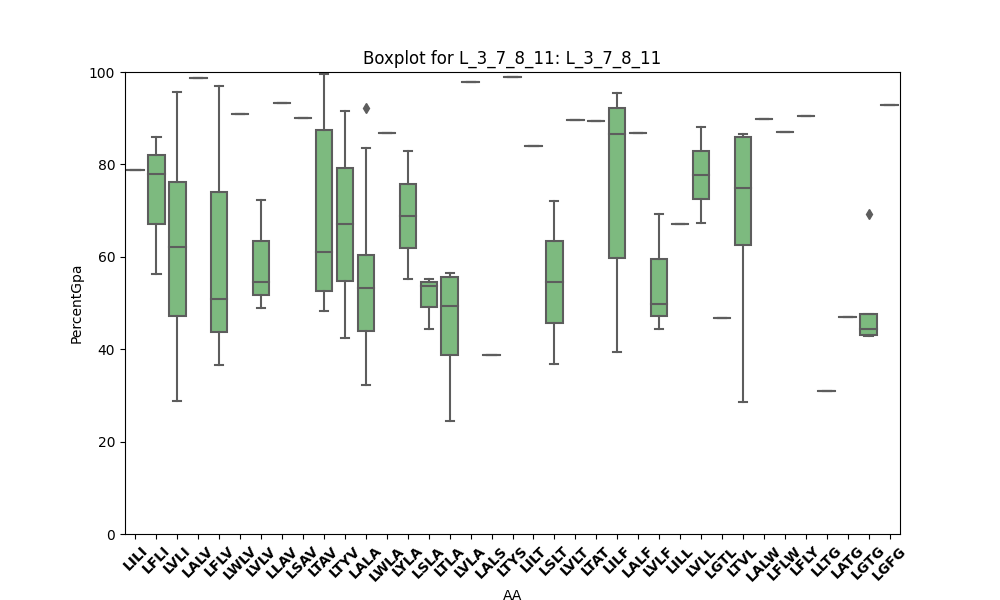 Boxplot for L_3_7_8_11: L_3_7_8_11
100
80
60
40
20
0
PercentGpa
LILI LFLI LVLI LALV LFLV LWLV LVLV LLAV LSAV LTAV LTYV LALA LWLA LYLA LSLA LTLA LVLA LALS LTYS LILT LSLT LVLT LTAT LILF LALF LVLF LILL LVLL LGTL LTVL LALW LFLW LFLY LLTG LATG LGTG LGFG
AA